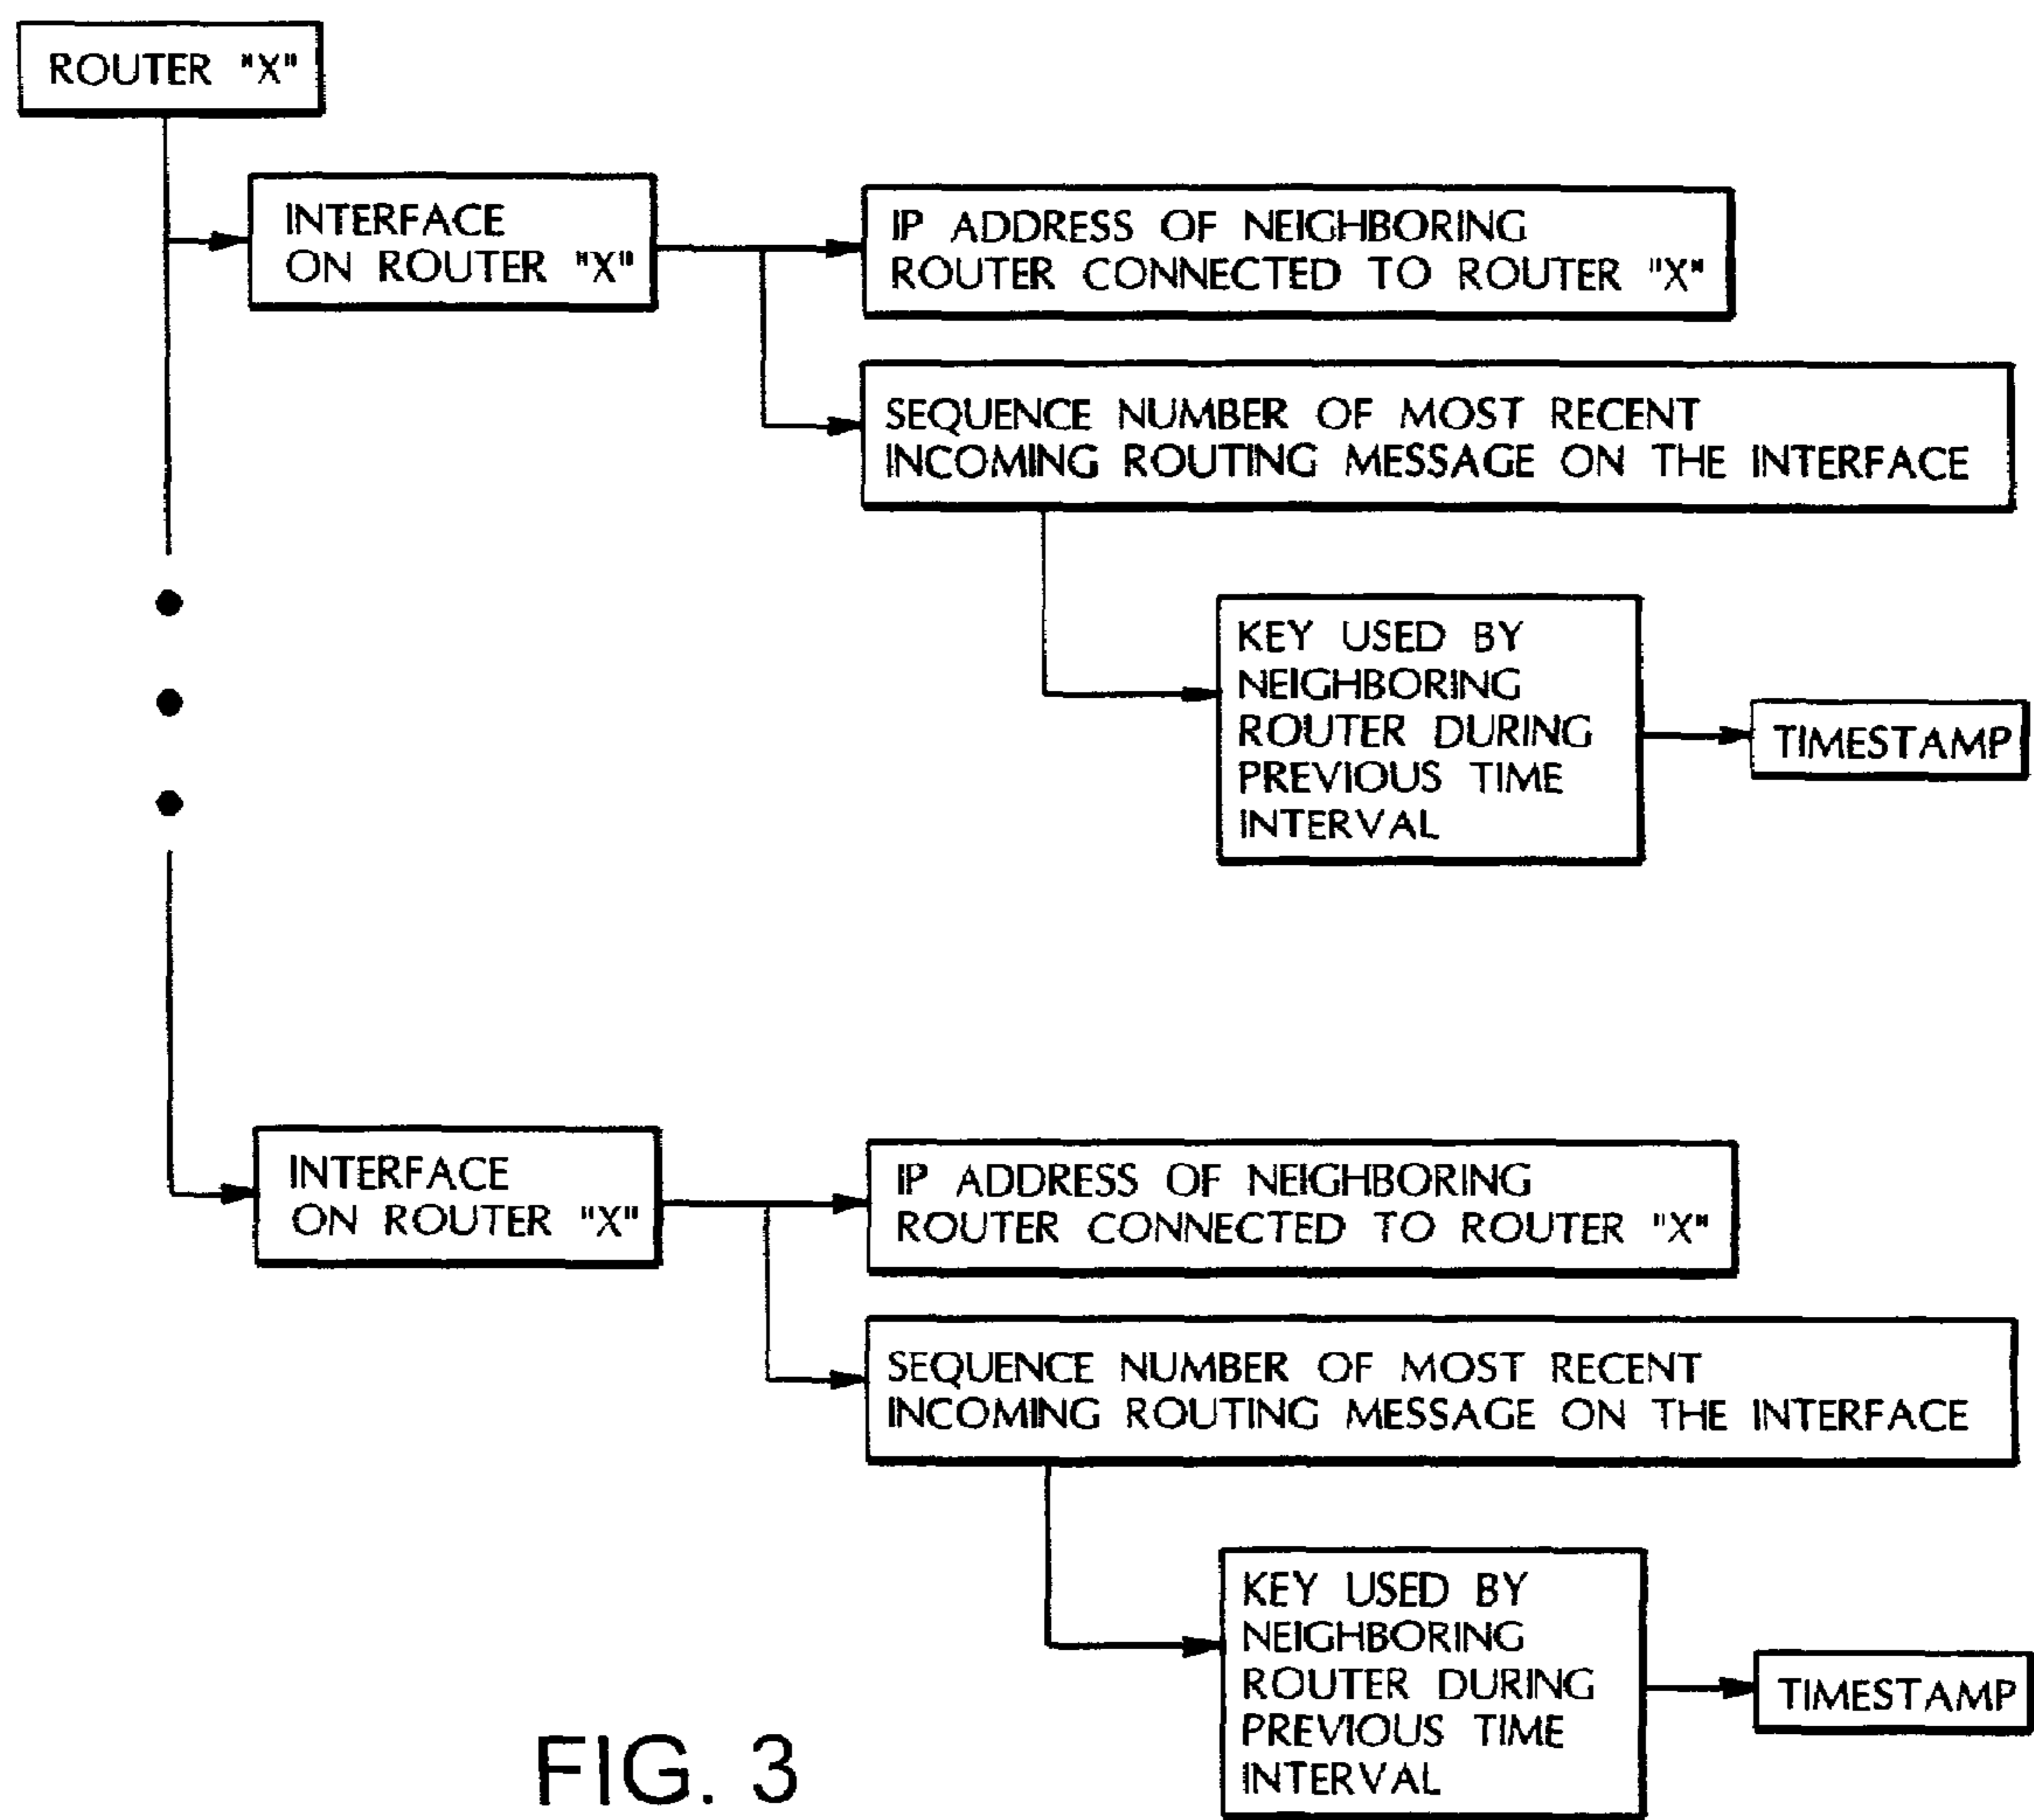 ROUTER "X"
INTERFACE
ON ROUTER "X"
IP ADDRESS OF NEIGHBORING
ROUTER CONNECTED TO ROUTER "X"
SEQUENCE NUMBER OF MOST RECENT
INCOMING ROUTING MESSAGE ON THE INTERFACE
KEY USED BY
NEIGHBORING
ROUTER DURING
PREVIOUS TIME
INTERVAL
TIMESTAMP
INTERFACE
ON ROUTER "X"
IP ADDRESS OF NEIGHBORING
ROUTER CONNECTED TO ROUTER "X"
SEQUENCE NUMBER OF MOST RECENT
INCOMING ROUTING MESSAGE ON THE INTERFACE
KEY USED BY
NEIGHBORING
ROUTER DURING
PREVIOUS TIME
INTERVAL
TIMESTAMP
FIG. 3